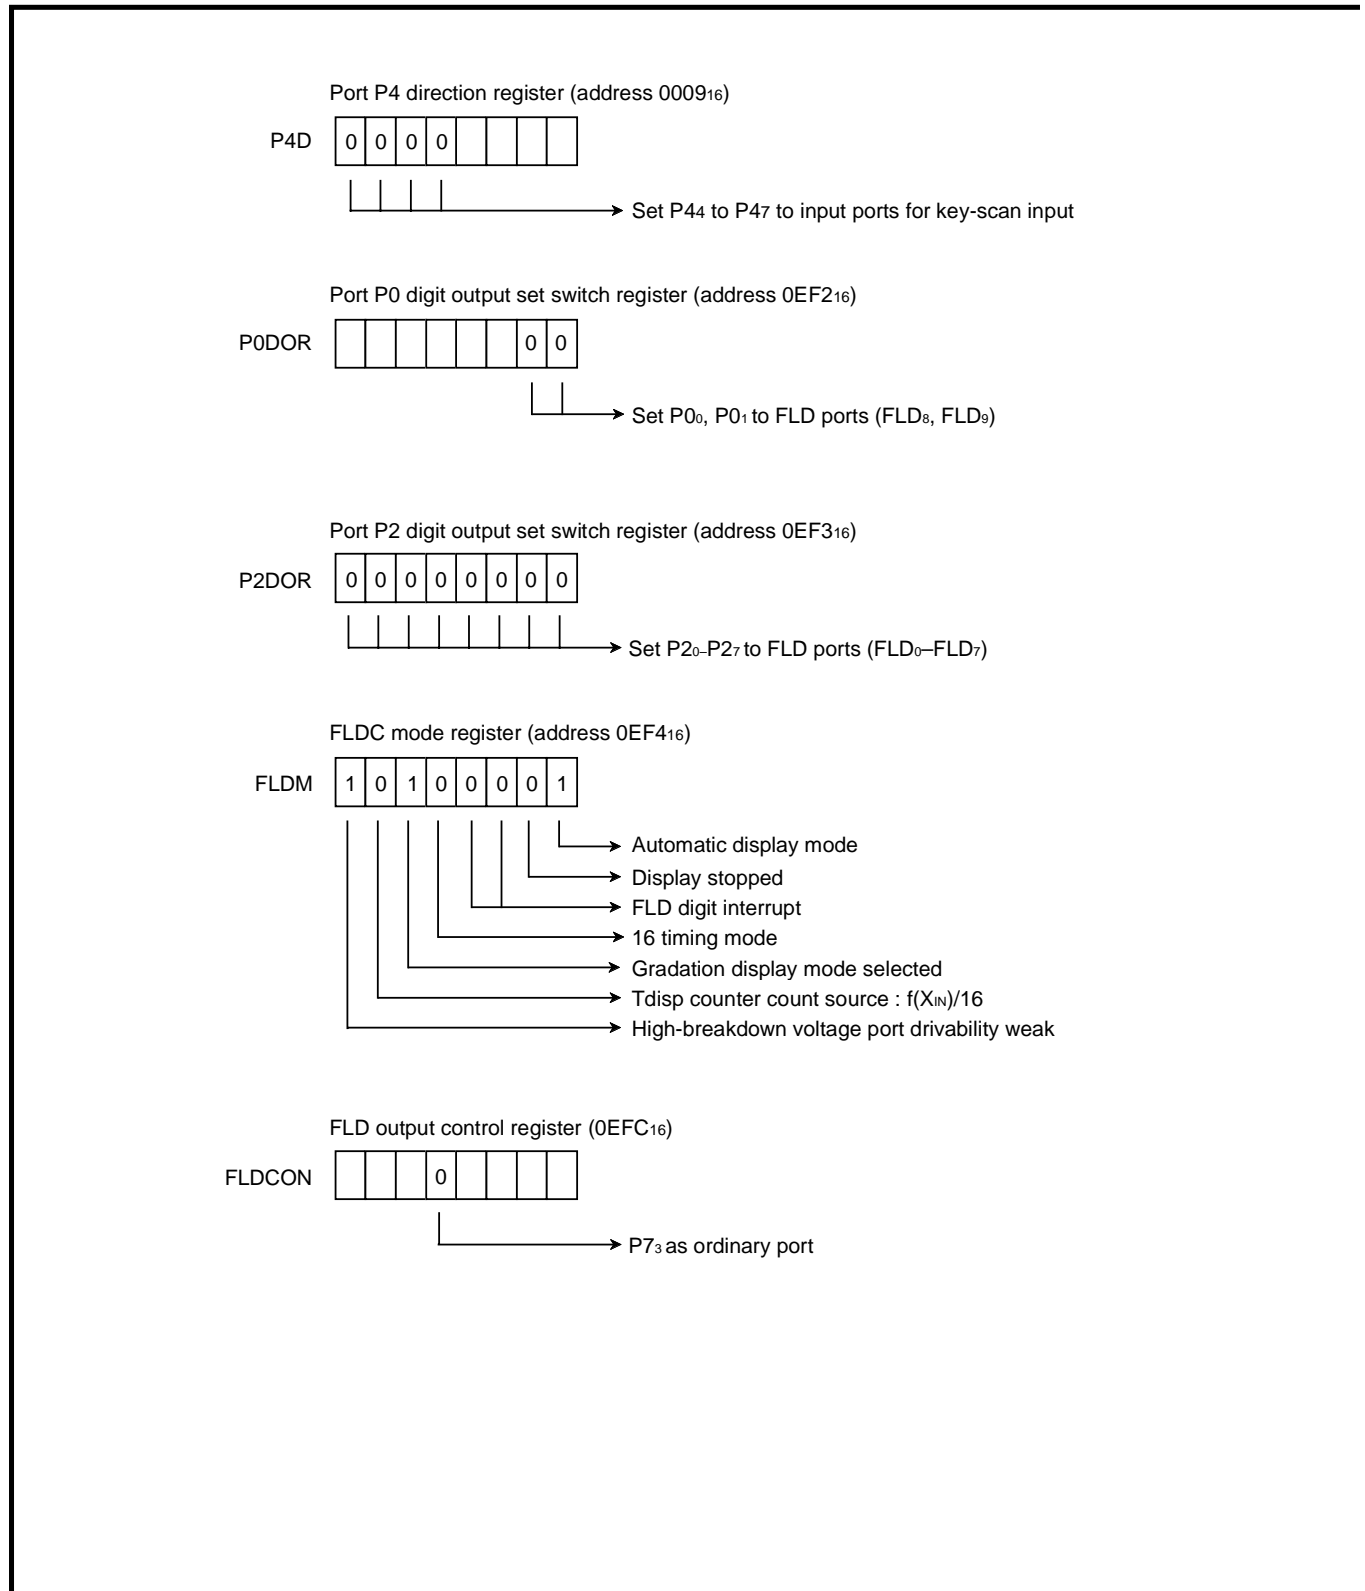 Port P4 direction register (address 0009₁₆)
P4D 0 0 0 0
Set P4₄ to P4₇ to input ports for key-scan input
Port P0 digit output set switch register (address 0EF2₁₆)
P0DOR 0 0
Set P0₀, P0₁ to FLD ports (FLD₈, FLD₉)
Port P2 digit output set switch register (address 0EF3₁₆)
P2DOR 0 0 0 0 0 0 0 0
Set P2₀–P2₇ to FLD ports (FLD₀–FLD₇)
FLDC mode register (address 0EF4₁₆)
FLDM 1 0 1 0 0 0 0 1
Automatic display mode
Display stopped
FLD digit interrupt
16 timing mode
Gradation display mode selected
Tdisp counter count source : f(XIN)/16
High-breakdown voltage port drivability weak
FLD output control register (0EFC₁₆)
FLDCON 0
P7₃ as ordinary port